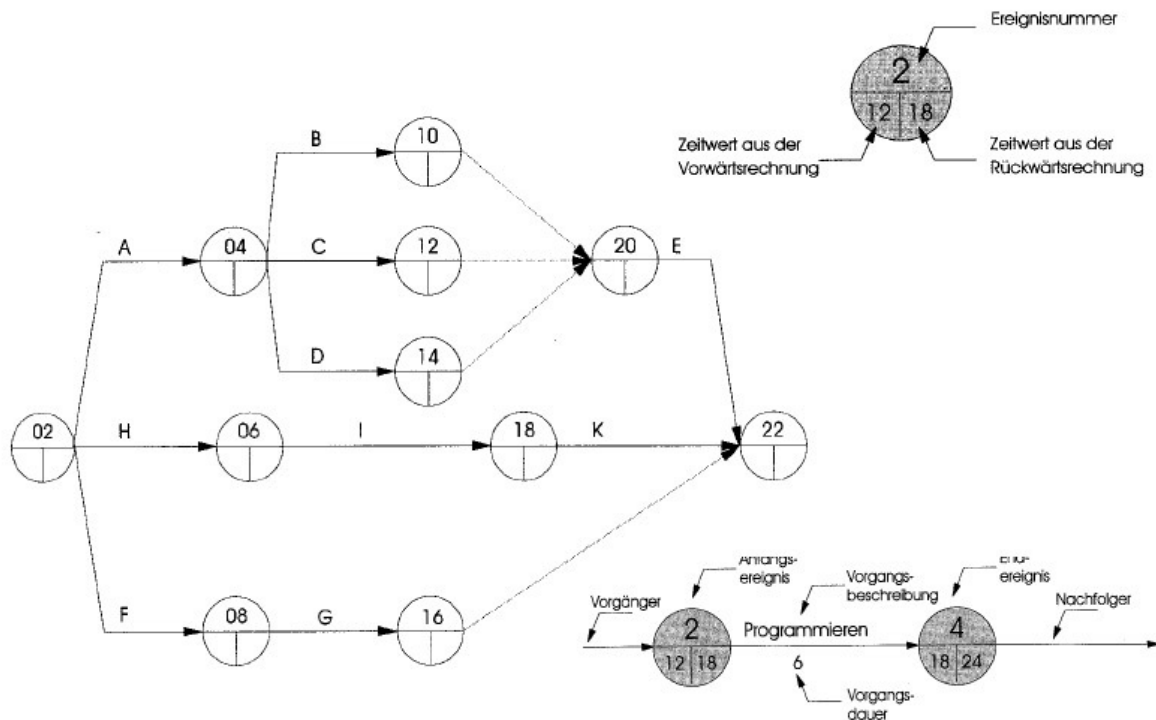 Ereignisnummer
2
12 18
Zeitwert aus der
Vorwärtsrechnung
Zeitwert aus der
Rückwärtsrechnung
B
10
A
04
C
12
20
E
D
14
02
H
06
I
18
K
22
F
08
G
16
Anfangs-
ereignis
Vorgänger
2
12 18
Vorgangs-
beschreibung
Programmieren
6
Vorgangs-
dauer
End-
ereignis
4
18 24
Nachfolger